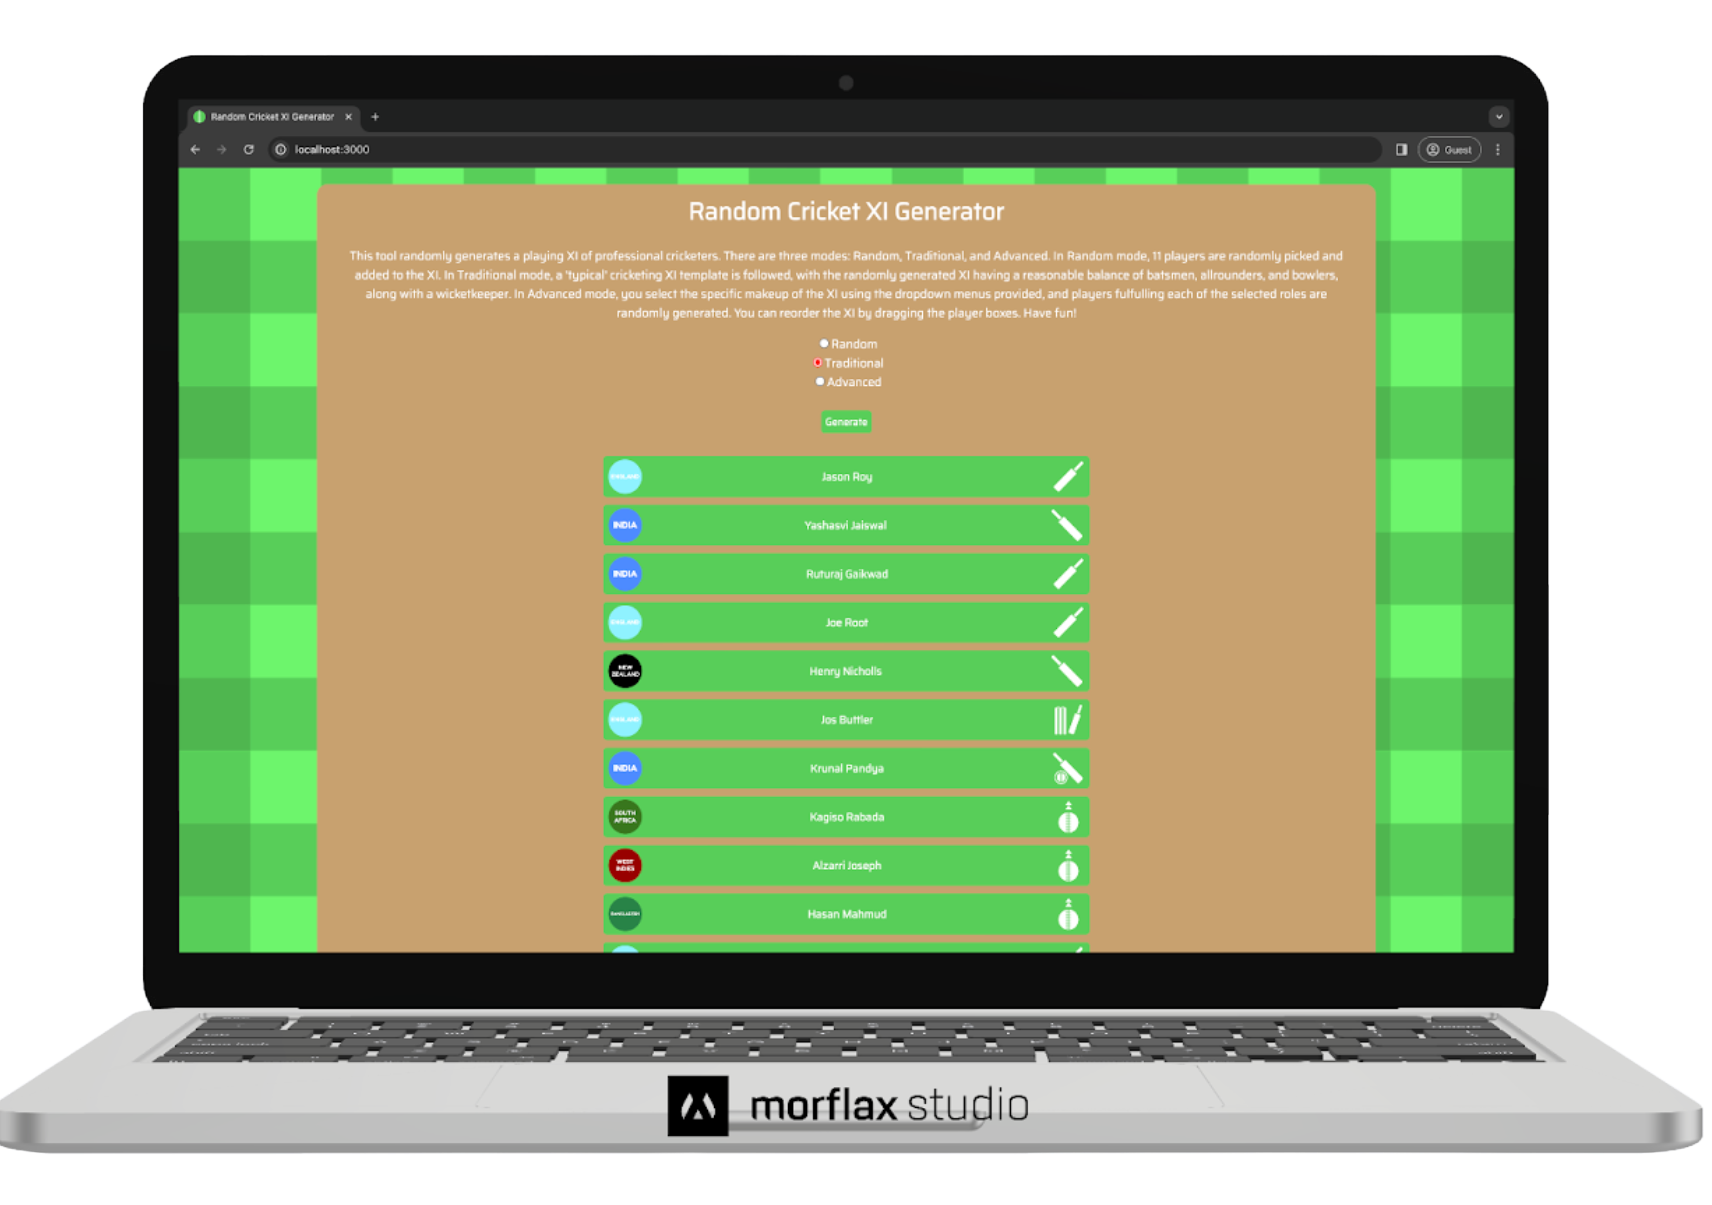 Random Cricket XI Generator
localhost:3000
Guest
Random Cricket XI Generator
This tool randomly generates a playing XI of professional cricketers. There are three modes: Random, Traditional, and Advanced. In Random mode, 11 players are randomly picked and
added to the XI. In Traditional mode, a 'typical' cricketing XI template is followed, with the randomly generated XI having a reasonable balance of batsmen, allrounders, and bowlers,
along with a wicketkeeper. In Advanced mode, you select the specific makeup of the XI using the dropdown menus provided, and players fulfulling each of the selected roles are
randomly generated. You can reorder the XI by dragging the player boxes. Have fun!
Random
Traditional
Advanced
Generate
ENGLAND Jason Roy
INDIA Yashasvi Jaiswal
INDIA Ruturaj Gaikwad
ENGLAND Joe Root
NEW
ZEALAND Henry Nicholls
ENGLAND Jos Buttler
INDIA Krunal Pandya
SOUTH
AFRICA Kagiso Rabada
WEST
INDIES Alzarri Joseph
BANGLADESH Hasan Mahmud
morflax studio